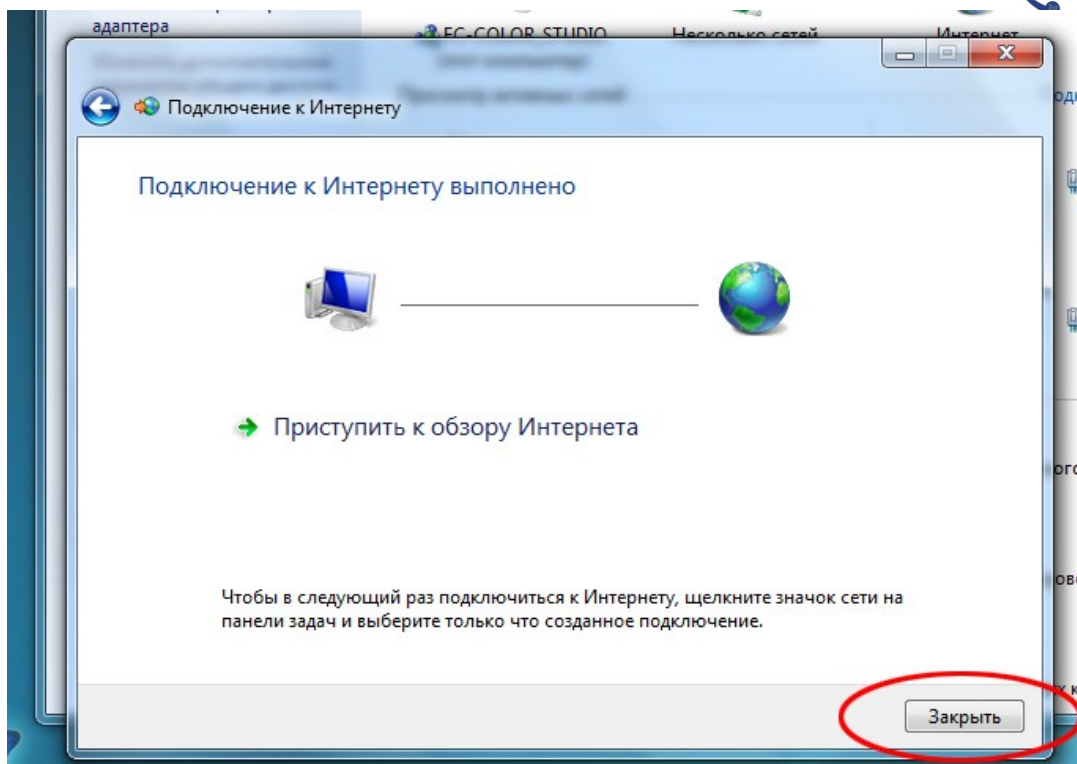 адаптера
EC-COLOR STUDIO
Несколько сетей
Интернет
Подключение к Интернету
Подключение к Интернету выполнено
Приступить к обзору Интернета
Чтобы в следующий раз подключиться к Интернету, щелкните значок сети на
панели задач и выберите только что созданное подключение.
Закрыть